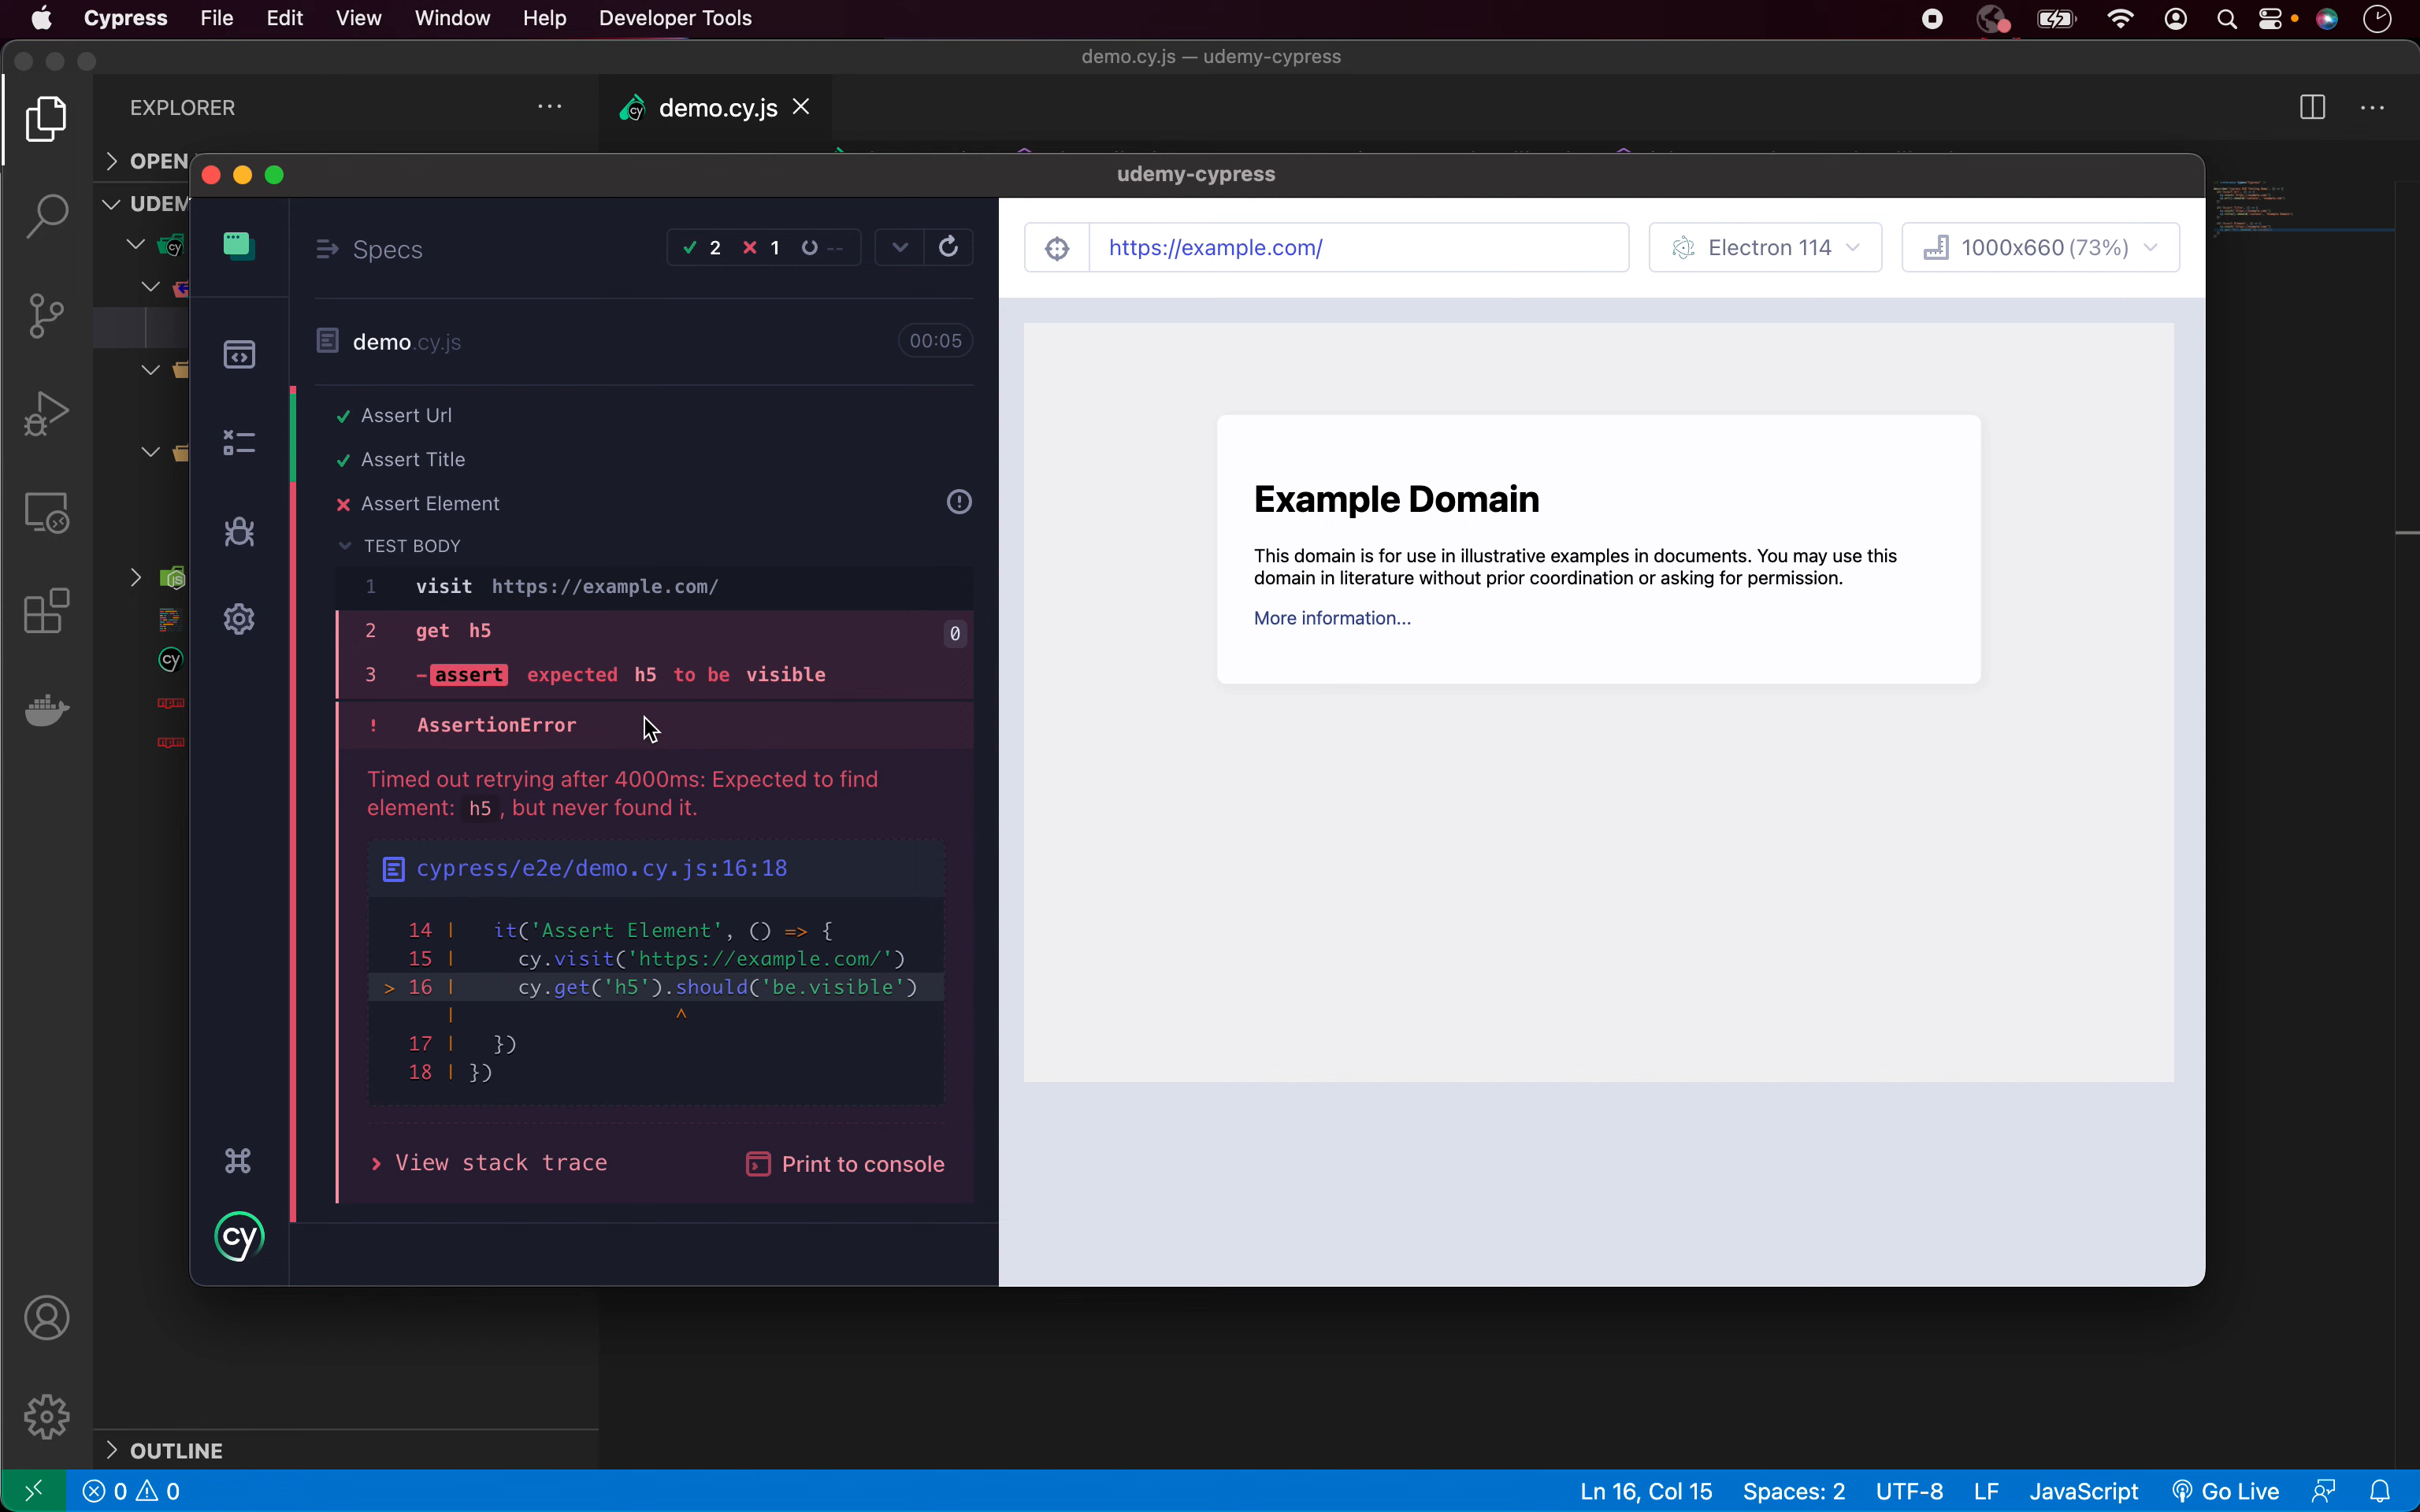 Cypress File Edit View Window Help Developer Tools
demo.cy.js — udemy-cypress
EXPLORER
demo.cy.js
OPEN
UDEM
udemy-cypress
Specs
2 1 --
https://example.com/
Electron 114
1000x660 (73%)
demo.cy.js
00:05
Assert Url
Assert Title
Assert Element
TEST BODY
1 visit https://example.com/
2 get h5 0
3 -assert expected h5 to be visible
! AssertionError
Timed out retrying after 4000ms: Expected to find
element: h5, but never found it.
cypress/e2e/demo.cy.js:16:18
14 | it('Assert Element', () => {
15 | cy.visit('https://example.com/')
> 16 | cy.get('h5').should('be.visible')
| ^
17 | })
18 | })
View stack trace
Print to console
cy
Example Domain
This domain is for use in illustrative examples in documents. You may use this
domain in literature without prior coordination or asking for permission.
More information...
OUTLINE
0 0
Ln 16, Col 15 Spaces: 2 UTF-8 LF JavaScript Go Live